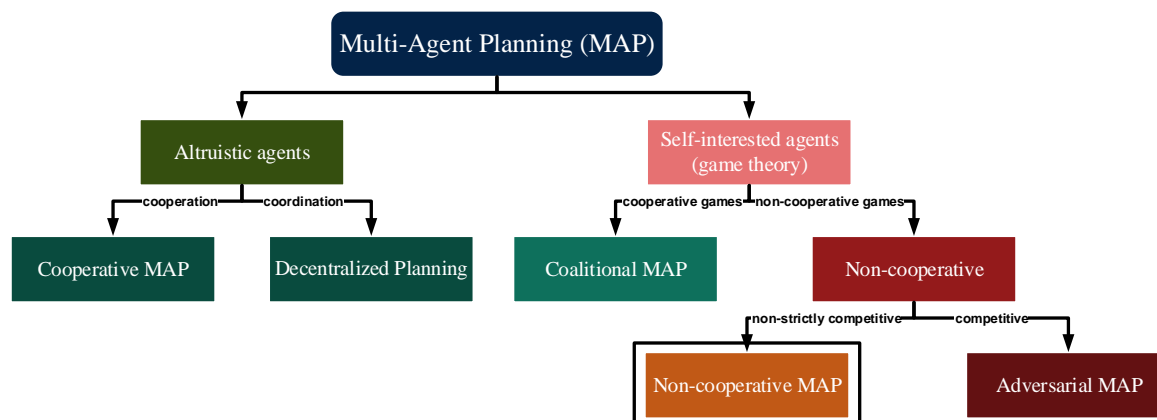 Multi-Agent Planning (MAP)
Altruistic agents
Self-interested agents
(game theory)
cooperation
coordination
cooperative games
non-cooperative games
Cooperative MAP
Decentralized Planning
Coalitional MAP
Non-cooperative
non-strictly competitive
competitive
Non-cooperative MAP
Adversarial MAP